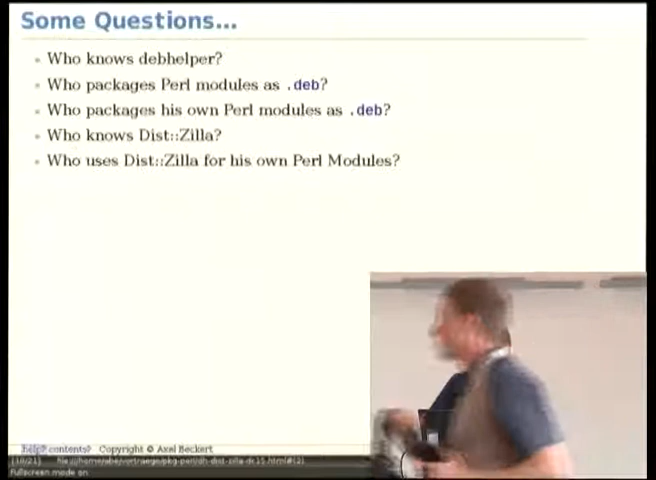 Some Questions...
Who knows debhelper?
Who packages Perl modules as .deb?
Who packages his own Perl modules as .deb?
Who knows Dist::Zilla?
Who uses Dist::Zilla for his own Perl Modules?
help? contents? Copyright © Axel Beckert
Fullscreen mode on